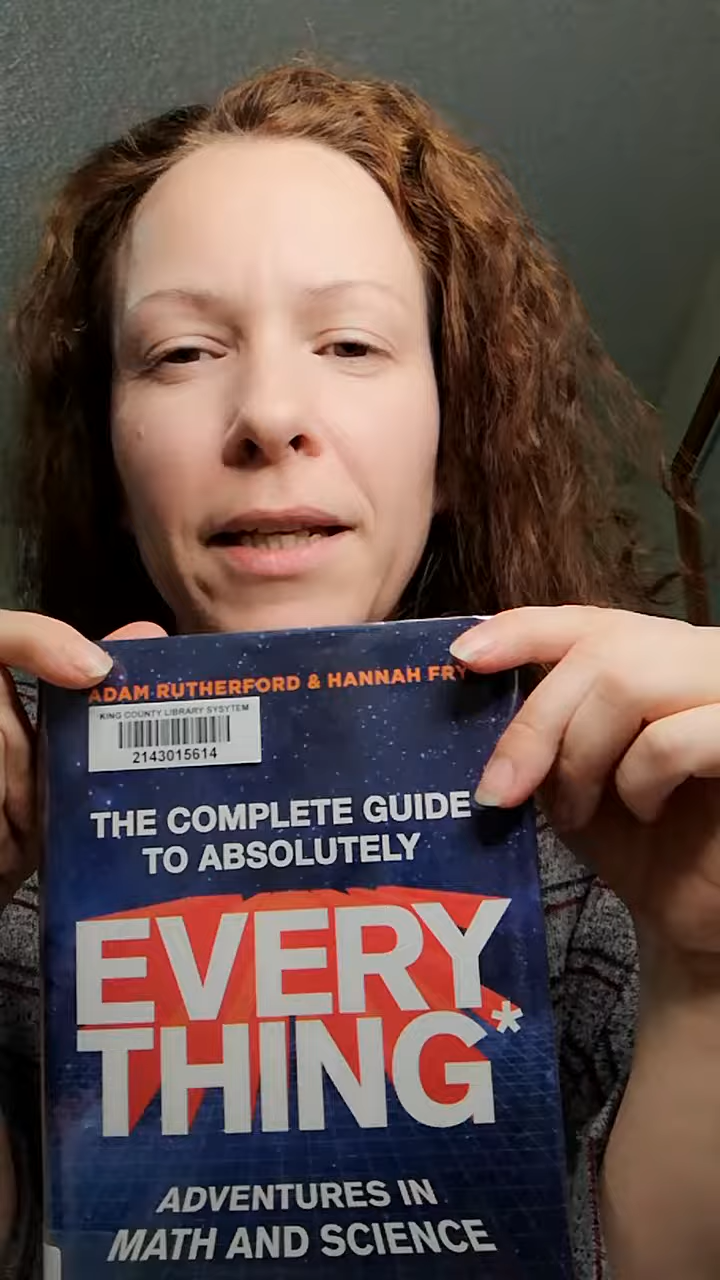 ADAM RUTHERFORD & HANNAH FRY
KING COUNTY LIBRARY SYSYTEM
2143015614
THE COMPLETE GUIDE
TO ABSOLUTELY
EVERY
THING*
ADVENTURES IN
MATH AND SCIENCE